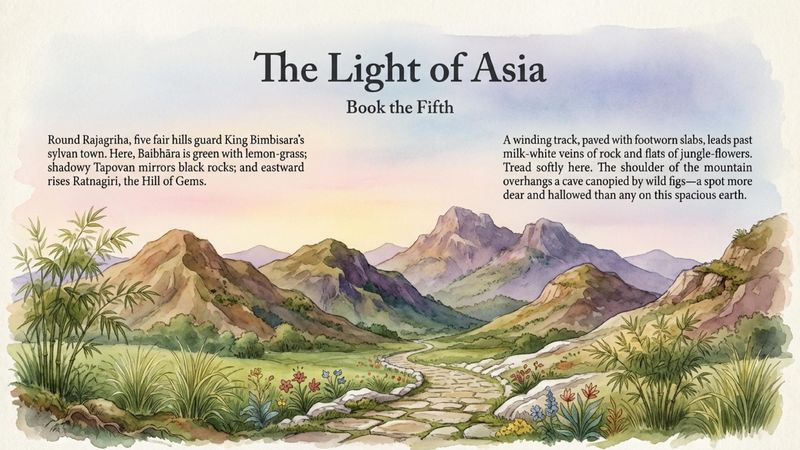 The Light of Asia
Book the Fifth
Round Rajagriha, five fair hills guard King Bimbisara's
sylvan town. Here, Baibhāra is green with lemon-grass;
shadowy Tapovan mirrors black rocks; and eastward
rises Ratnagiri, the Hill of Gems.
A winding track, paved with footworn slabs, leads past
milk-white veins of rock and flats of jungle-flowers.
Tread softly here. The shoulder of the mountain
overhangs a cave canopied by wild figs—a spot more
dear and hallowed than any on this spacious earth.